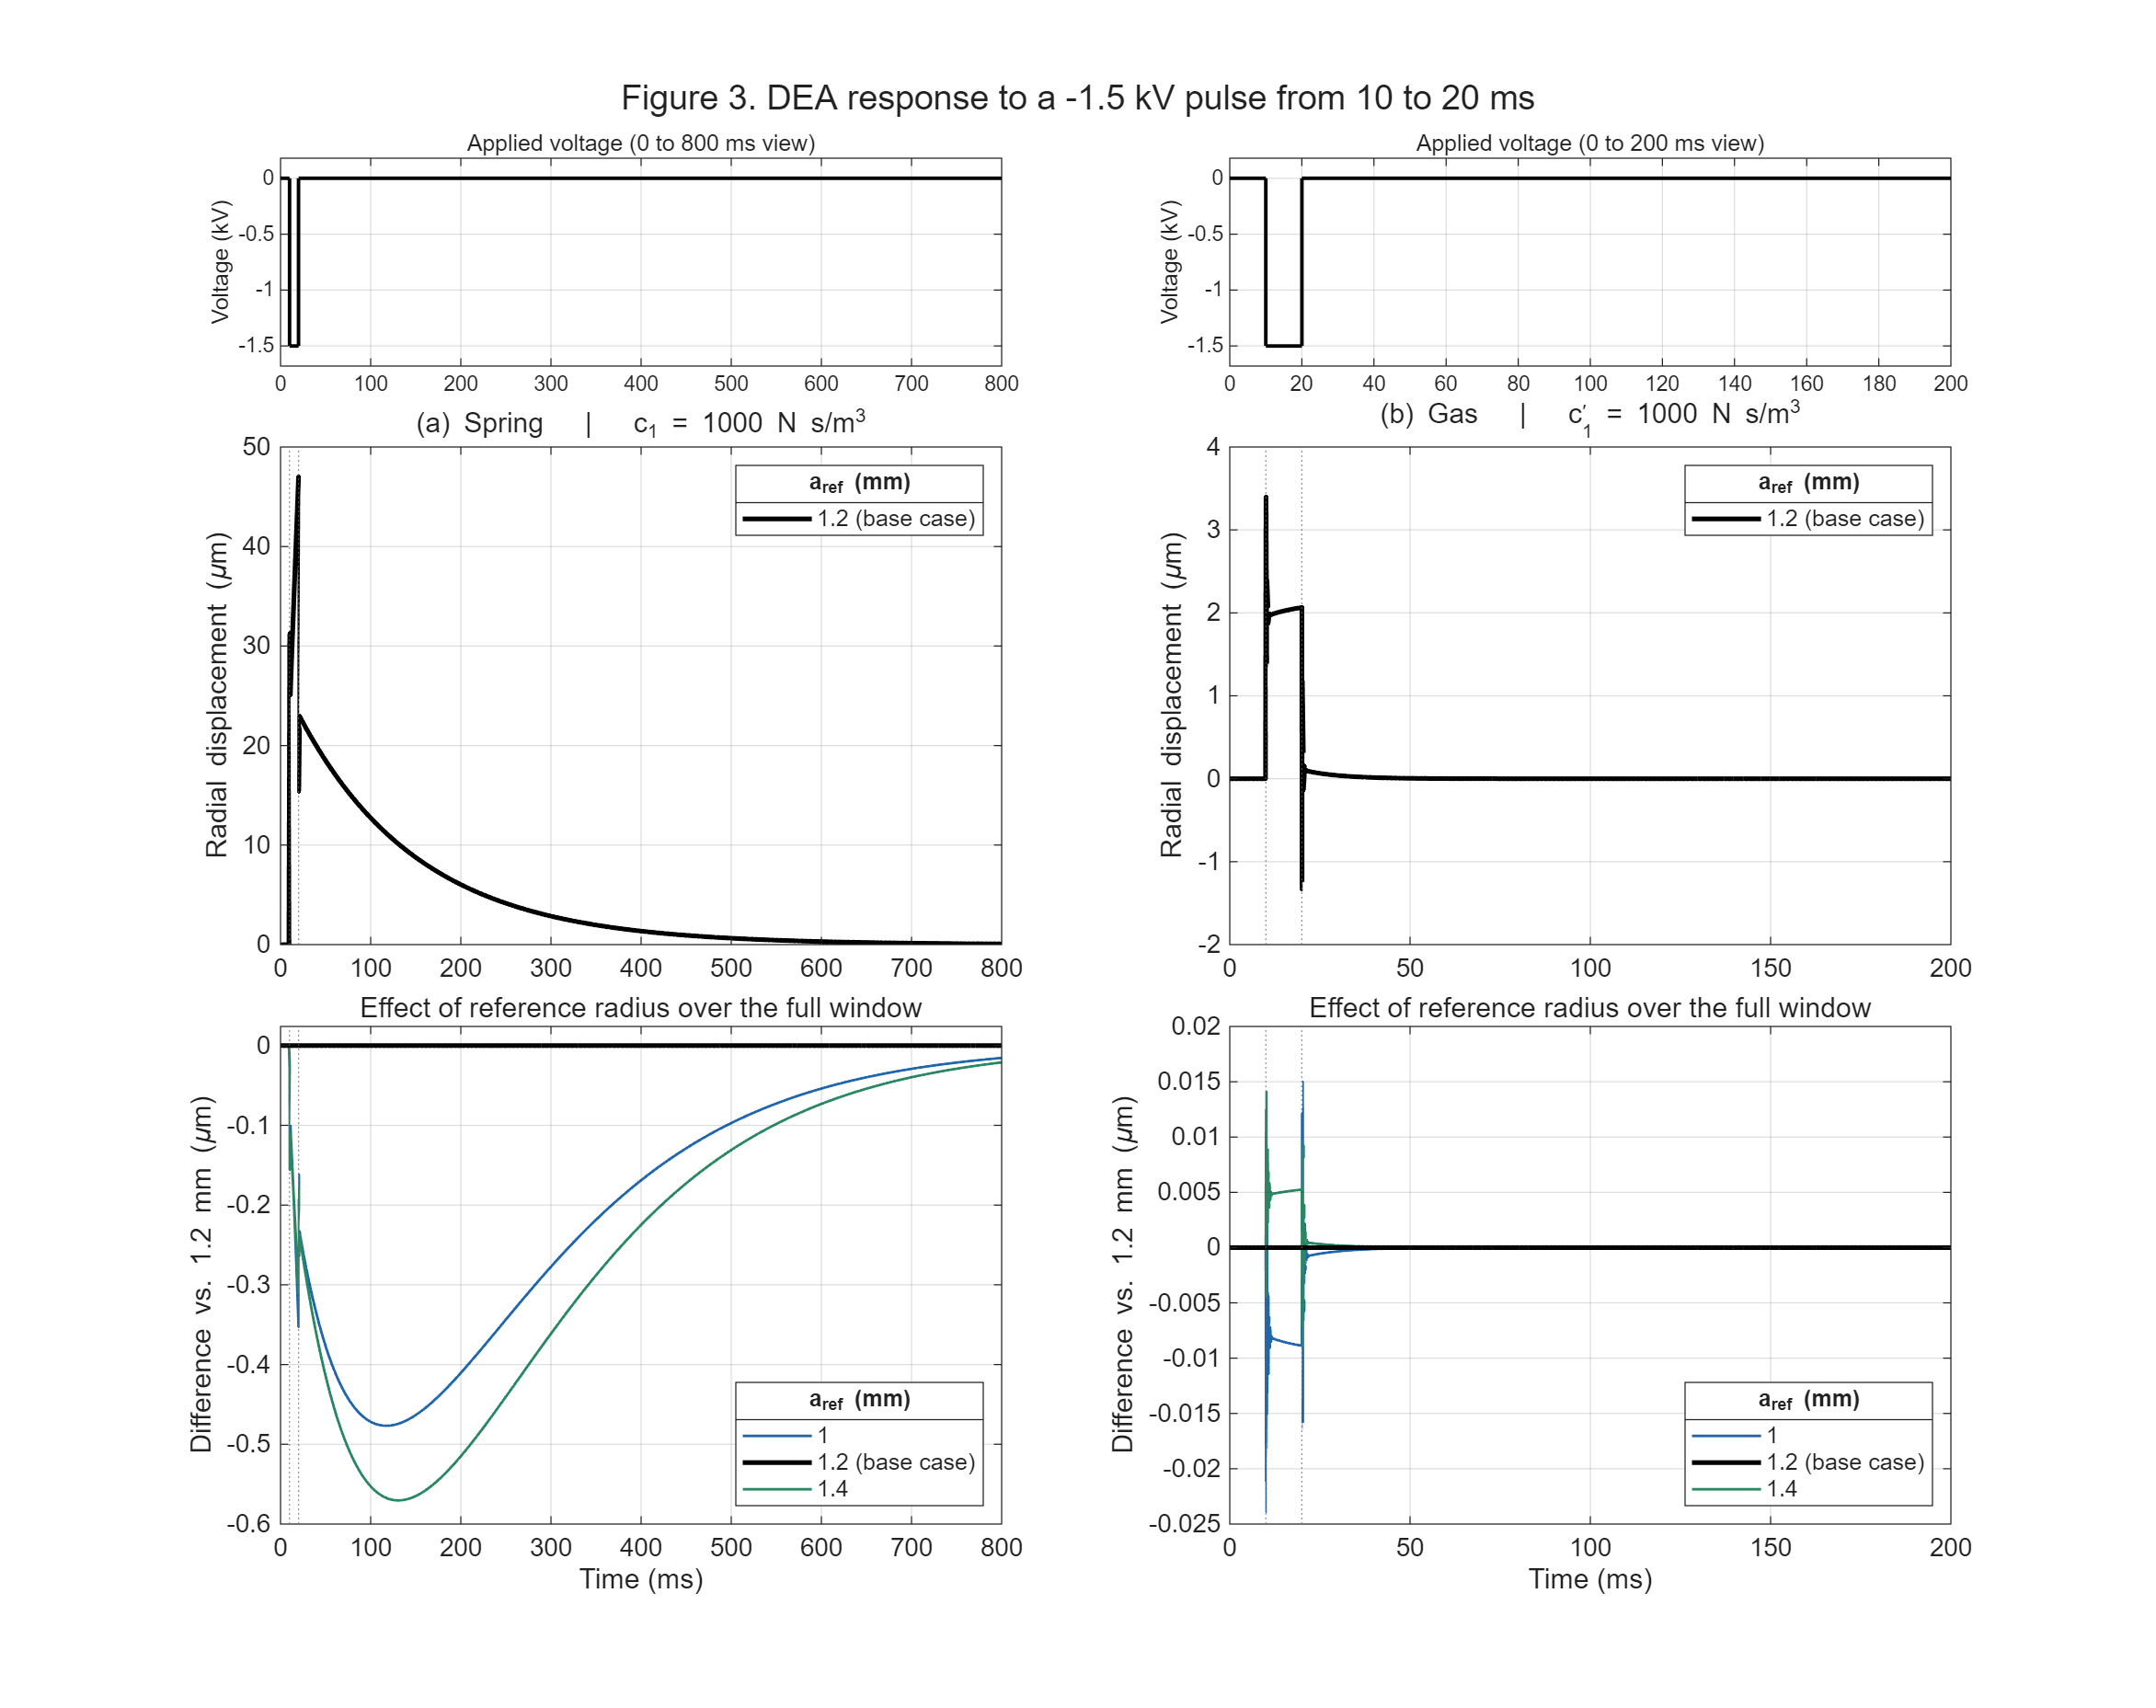 Figure 3. DEA response to a -1.5 kV pulse from 10 to 20 ms
Applied voltage (0 to 800 ms view)
Voltage (kV)
0
-0.5
-1
-1.5
0 100 200 300 400 500 600 700 800
Applied voltage (0 to 200 ms view)
Voltage (kV)
0
-0.5
-1
-1.5
0 20 40 60 80 100 120 140 160 180 200
(a) Spring | c₁ = 1000 N s/m³
Radial displacement (μm)
50
40
30
20
10
0
0 100 200 300 400 500 600 700 800
a_ref (mm)
1.2 (base case)
(b) Gas | c′₁ = 1000 N s/m³
Radial displacement (μm)
4
3
2
1
0
-1
-2
0 50 100 150 200
a_ref (mm)
1.2 (base case)
Effect of reference radius over the full window
Difference vs. 1.2 mm (μm)
0
-0.1
-0.2
-0.3
-0.4
-0.5
-0.6
0 100 200 300 400 500 600 700 800
Time (ms)
a_ref (mm)
1
1.2 (base case)
1.4
Effect of reference radius over the full window
Difference vs. 1.2 mm (μm)
0.02
0.015
0.01
0.005
0
-0.005
-0.01
-0.015
-0.02
-0.025
0 50 100 150 200
Time (ms)
a_ref (mm)
1
1.2 (base case)
1.4